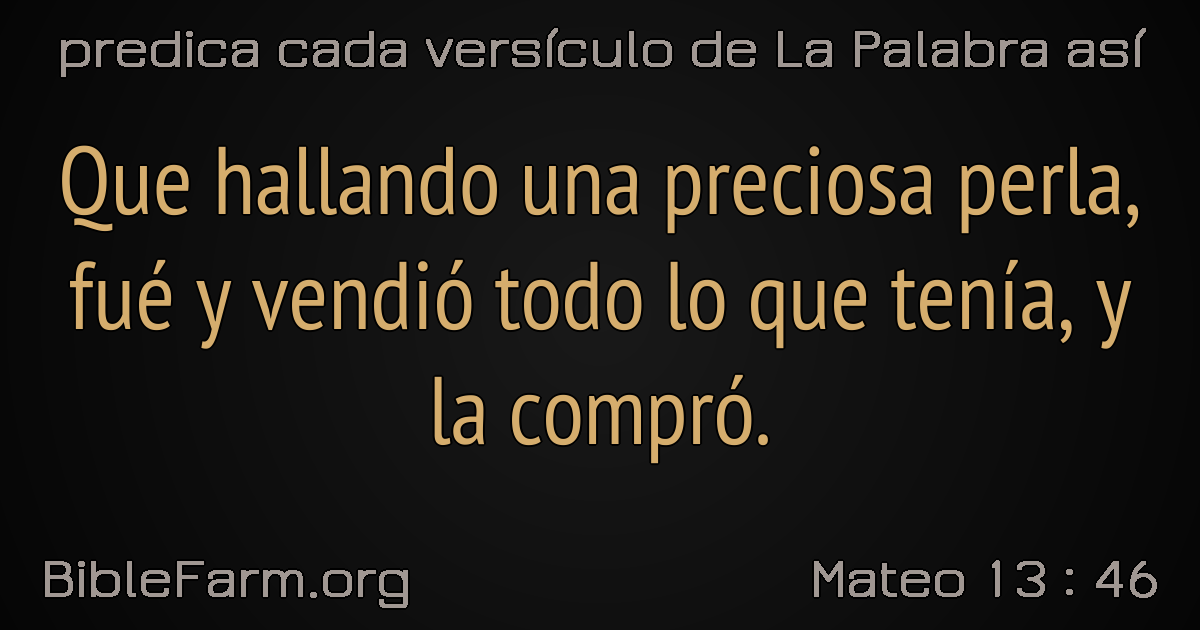 predica cada versículo de La Palabra así
Que hallando una preciosa perla,
fué y vendió todo lo que tenía, y
la compró.
BibleFarm.org
Mateo 13 : 46